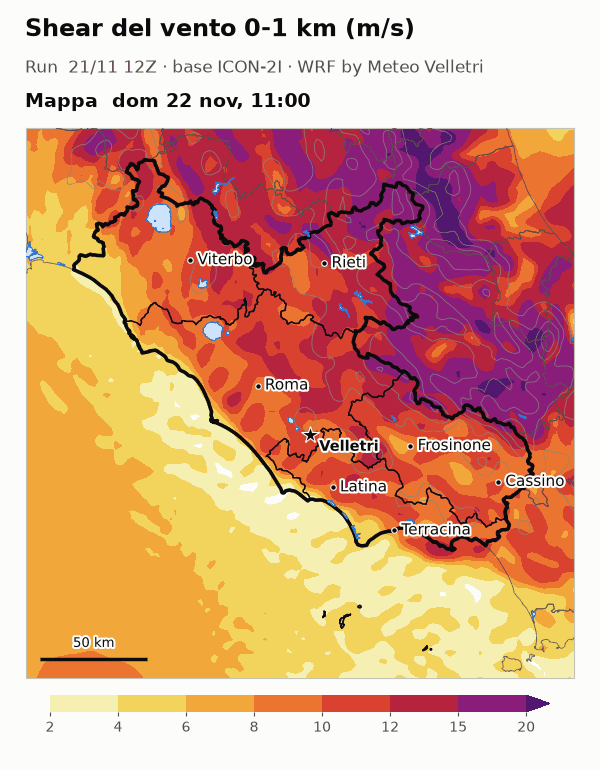 Shear del vento 0-1 km (m/s)
Run 21/11 12Z · base ICON-2I · WRF by Meteo Velletri
Mappa dom 22 nov, 11:00
Viterbo
Rieti
Roma
Velletri
Frosinone
Latina
Cassino
Terracina
50 km
2 4 6 8 10 12 15 20